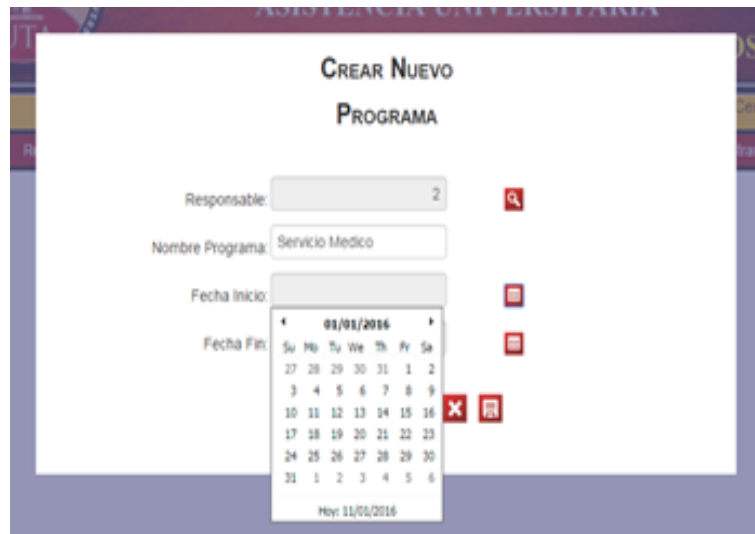 ASISTENCIA UNIVERSITARIA
UTA
CREAR NUEVO
PROGRAMA
Responsable: 2
Nombre Programa: Servicio Medico
Fecha Inicio:
Fecha Fin:
01/01/2016
Su Mo Tu We Th Fr Sa
27 28 29 30 31 1 2
3 4 5 6 7 8 9
10 11 12 13 14 15 16
17 18 19 20 21 22 23
24 25 26 27 28 29 30
31 1 2 3 4 5 6
Hoy: 11/01/2016